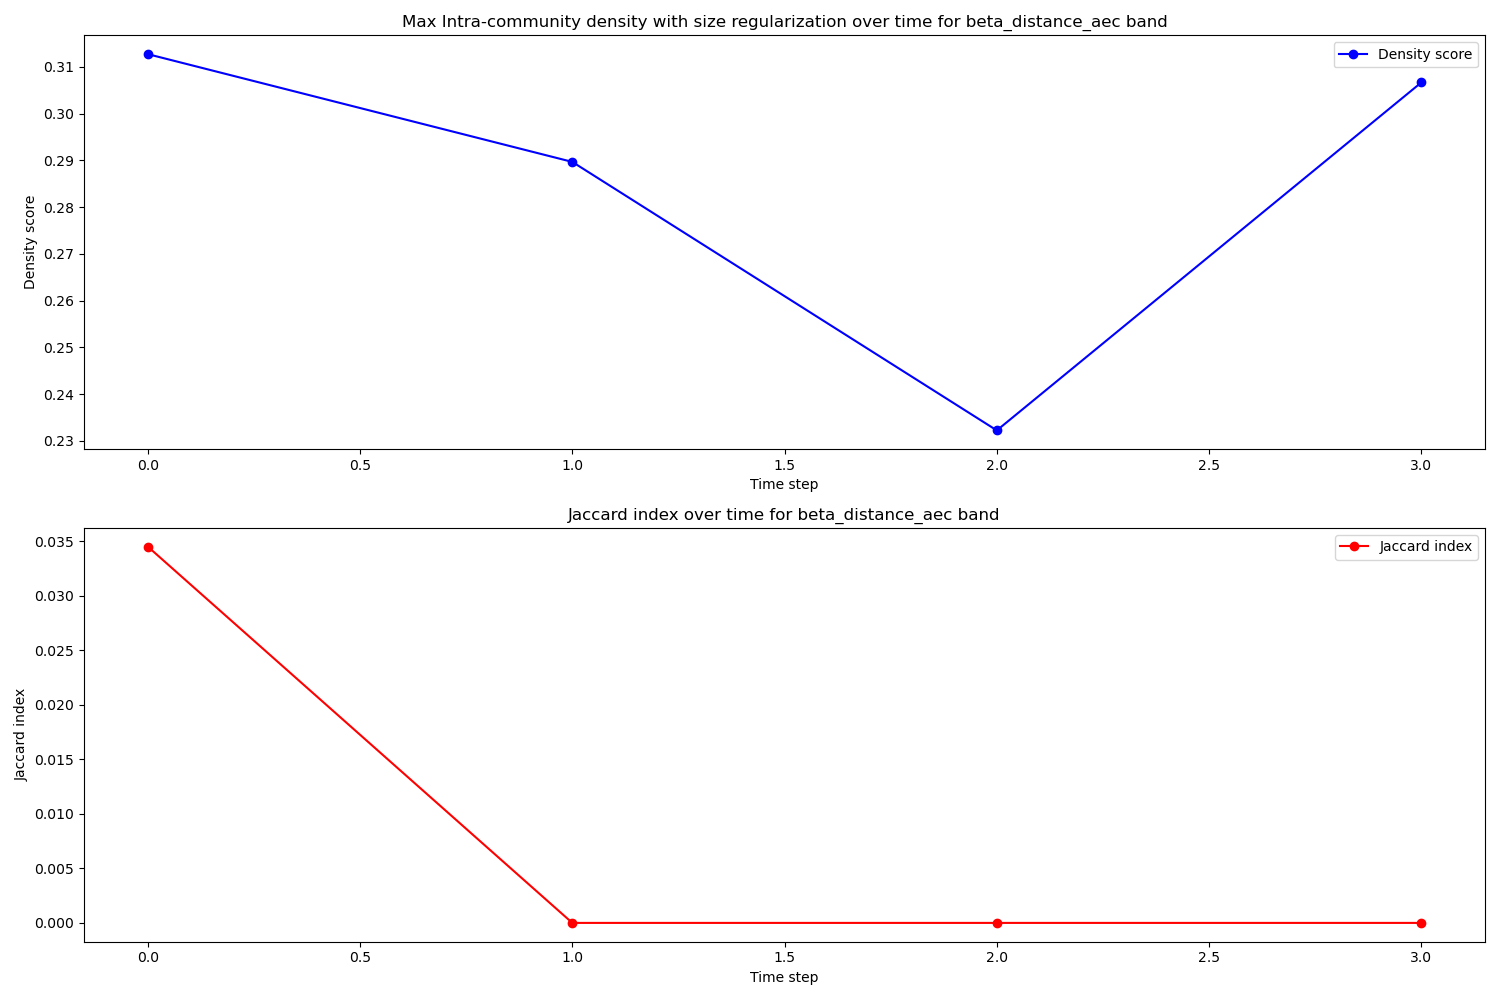 Max Intra-community density with size regularization over time for beta_distance_aec band
Density score
0.31
0.30
0.29
0.28
0.27
0.26
0.25
0.24
0.23
Density score
0.0 0.5 1.0 1.5 2.0 2.5 3.0
Time step
Jaccard index over time for beta_distance_aec band
Jaccard index
0.035
0.030
0.025
0.020
0.015
0.010
0.005
0.000
Jaccard index
0.0 0.5 1.0 1.5 2.0 2.5 3.0
Time step